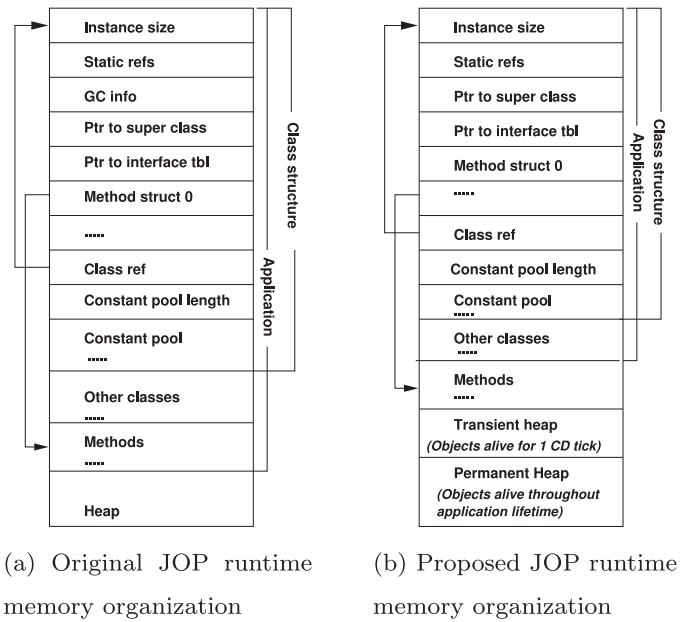 Instance size
Static refs
GC info
Ptr to super class
Ptr to interface tbl
Method struct 0
.....
Class ref
Constant pool length
Constant pool
.....
Other classes
.....
Methods
.....
Heap
Application
Class structure
(a) Original JOP runtime
memory organization
Instance size
Static refs
Ptr to super class
Ptr to interface tbl
Method struct 0
.....
Class ref
Constant pool length
Constant pool
.....
Other classes
.....
Methods
.....
Transient heap
(Objects alive for 1 CD tick)
Permanent Heap
(Objects alive throughout
application lifetime)
Application
Class structure
(b) Proposed JOP runtime
memory organization